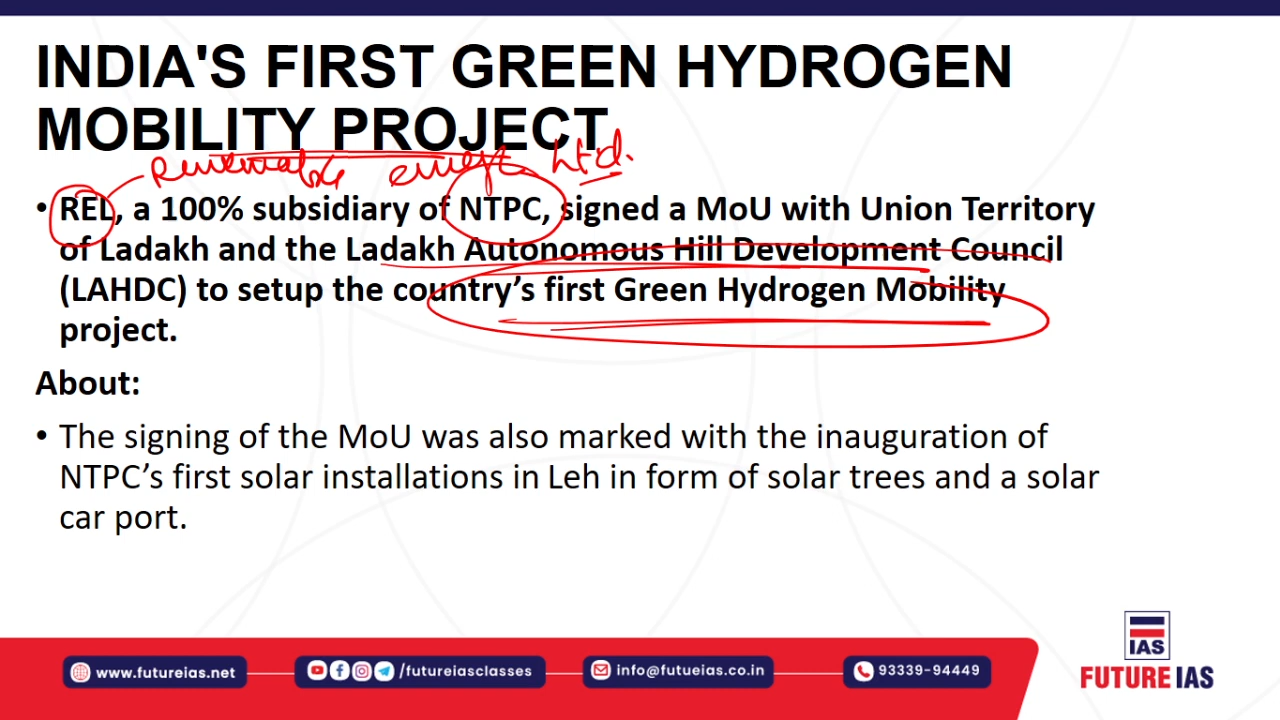 INDIA'S FIRST GREEN HYDROGEN
MOBILITY PROJECT
Renewable energy Ltd.
• REL, a 100% subsidiary of NTPC, signed a MoU with Union Territory
of Ladakh and the Ladakh Autonomous Hill Development Council
(LAHDC) to setup the country's first Green Hydrogen Mobility
project.
About:
• The signing of the MoU was also marked with the inauguration of
NTPC's first solar installations in Leh in form of solar trees and a solar
car port.
IAS
www.futureias.net /futureiasclasses info@futueias.co.in 93339-94449 FUTURE IAS